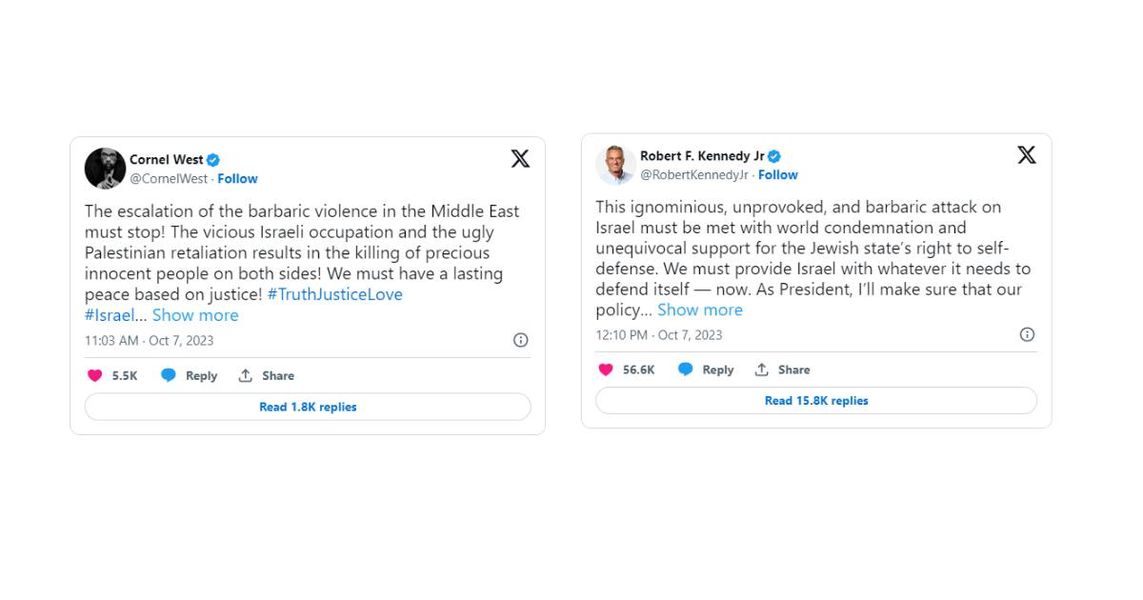 Cornel West
@CornelWest · Follow
The escalation of the barbaric violence in the Middle East
must stop! The vicious Israeli occupation and the ugly
Palestinian retaliation results in the killing of precious
innocent people on both sides! We must have a lasting
peace based on justice! #TruthJusticeLove
#Israel... Show more
11:03 AM · Oct 7, 2023
5.5K Reply Share
Read 1.8K replies
Robert F. Kennedy Jr
@RobertKennedyJr · Follow
This ignominious, unprovoked, and barbaric attack on
Israel must be met with world condemnation and
unequivocal support for the Jewish state's right to self-
defense. We must provide Israel with whatever it needs to
defend itself — now. As President, I'll make sure that our
policy... Show more
12:10 PM · Oct 7, 2023
56.6K Reply Share
Read 15.8K replies